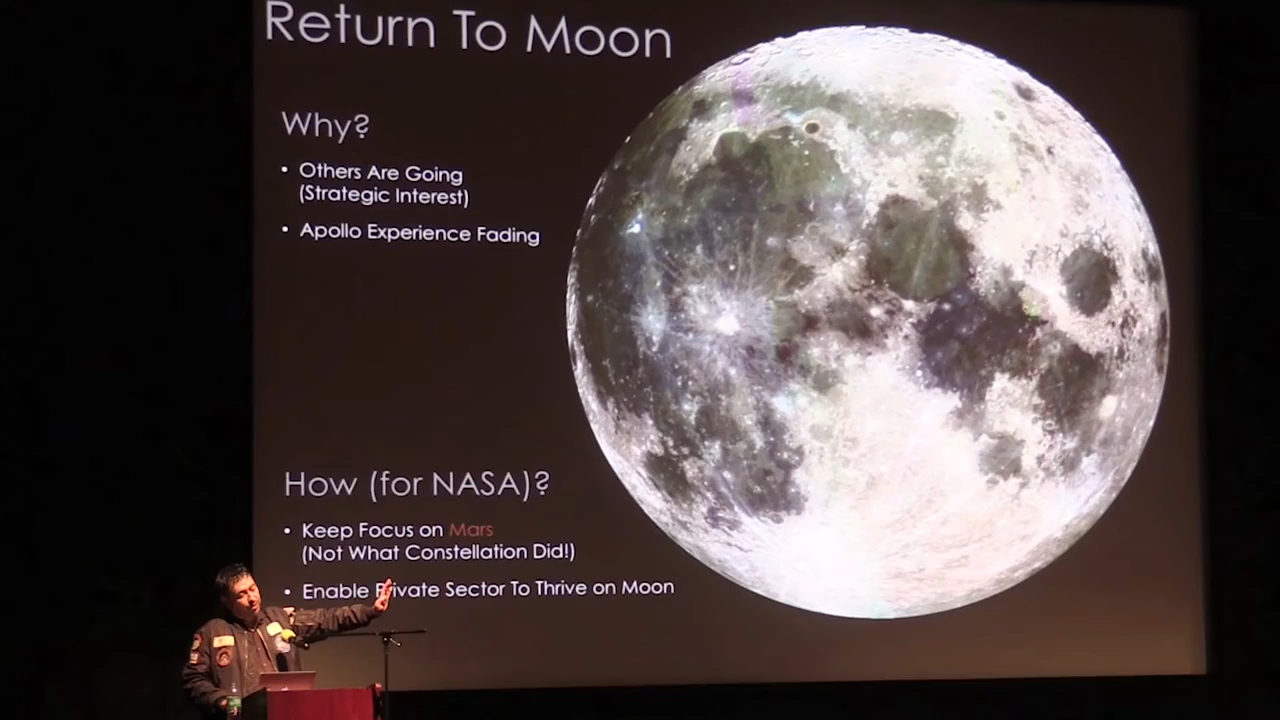 Return To Moon
Why?
• Others Are Going
(Strategic Interest)
• Apollo Experience Fading
How (for NASA)?
• Keep Focus on Mars
(Not What Constellation Did!)
• Enable Private Sector To Thrive on Moon